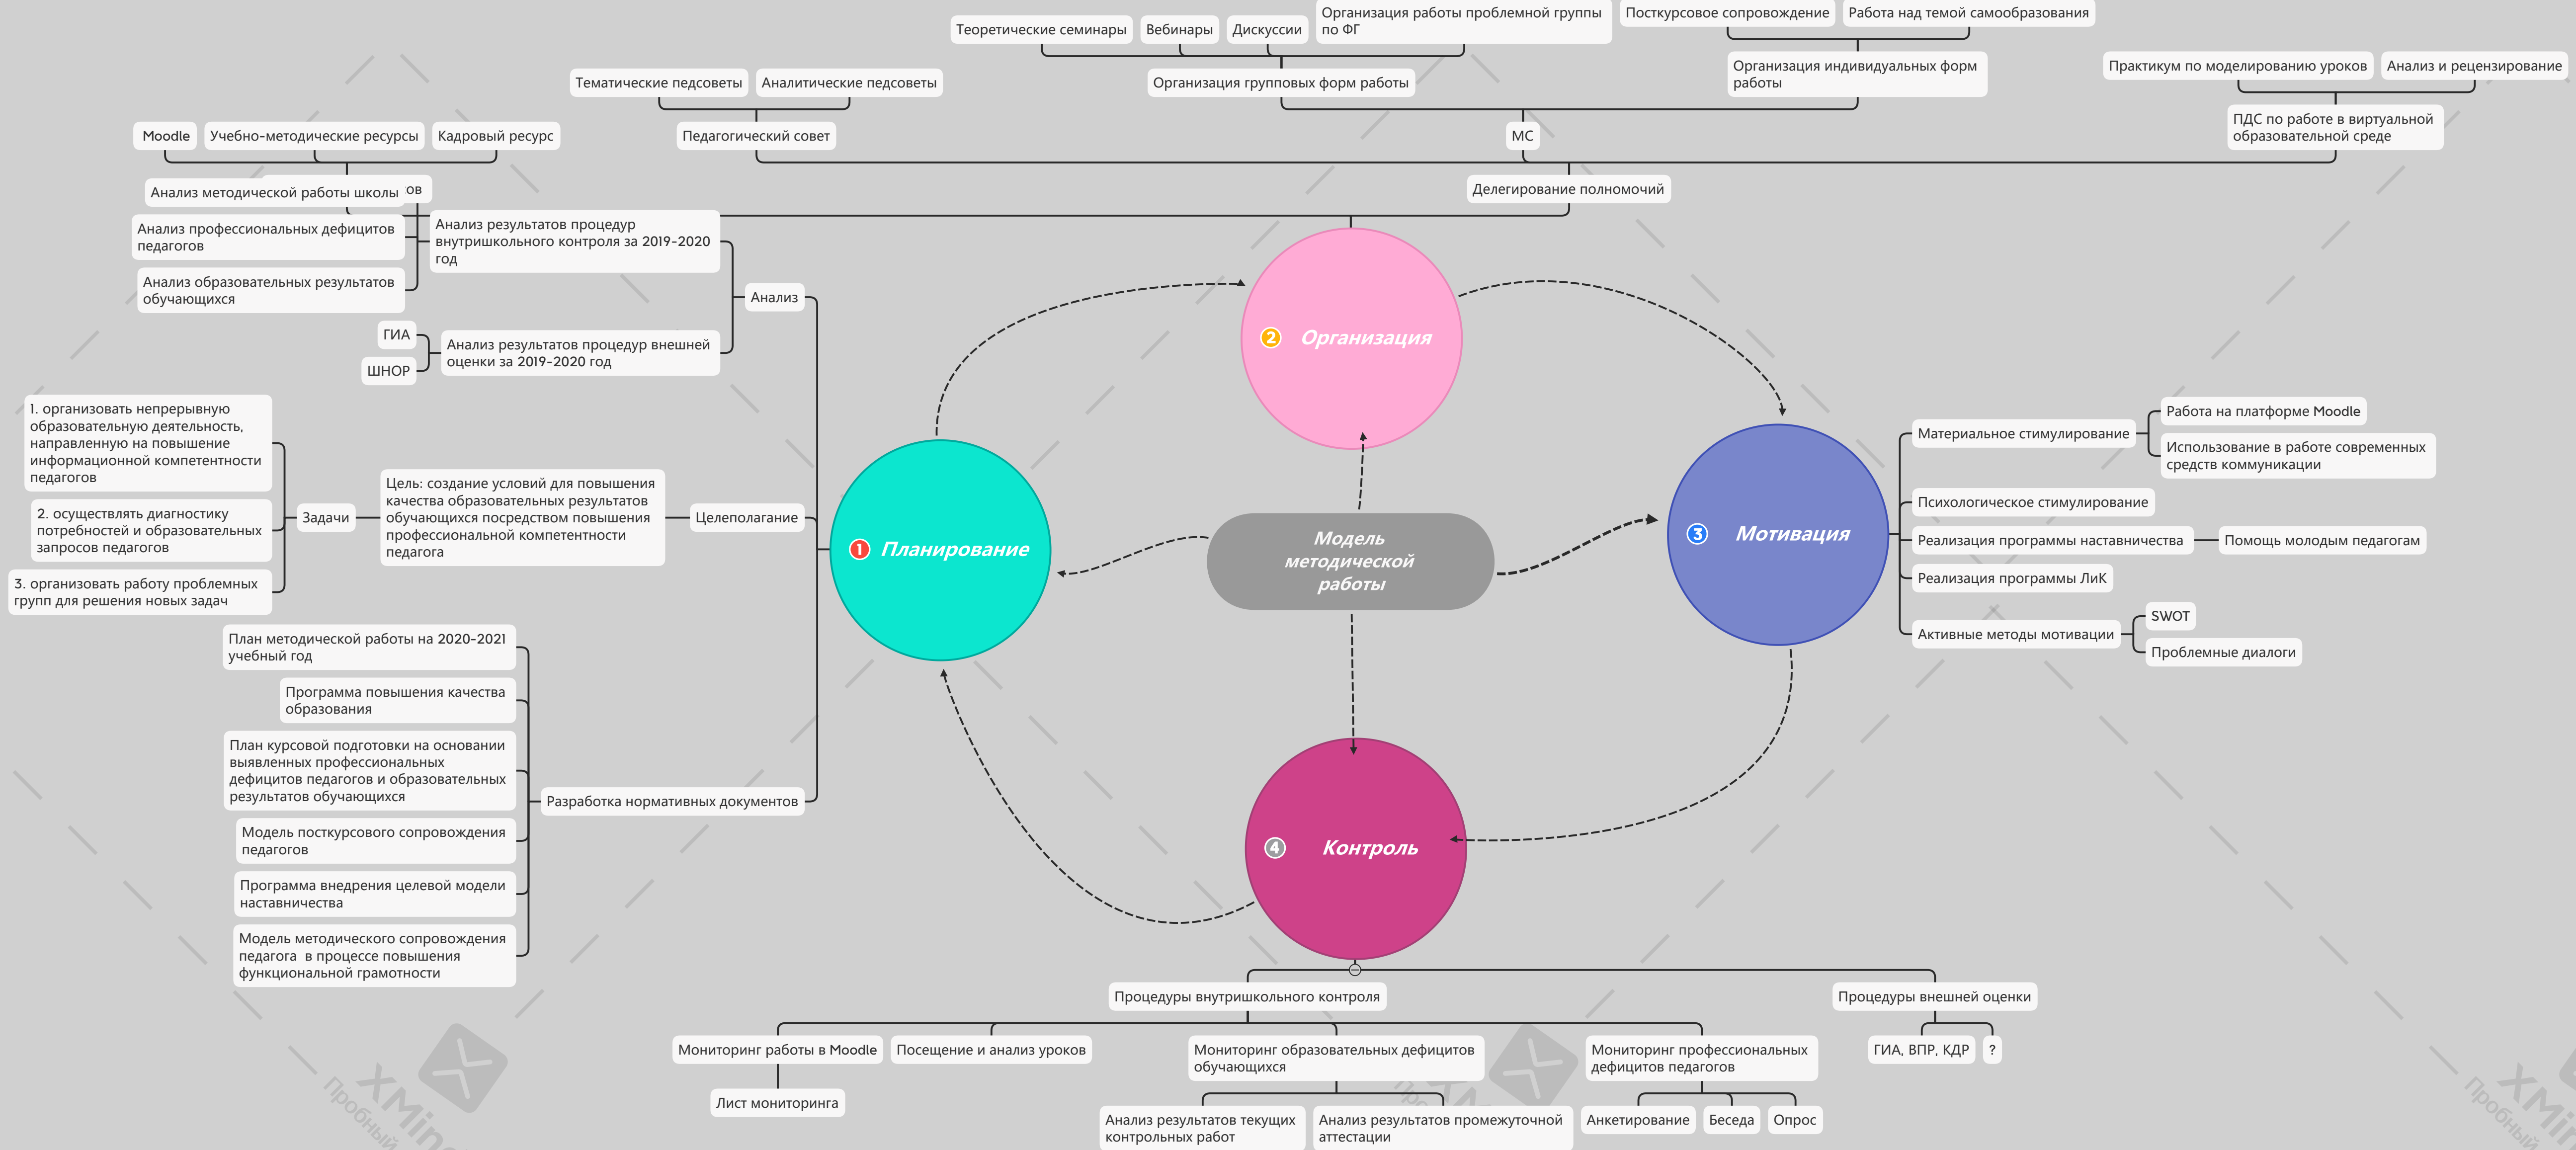 Теоретические семинары
Вебинары
Дискуссии
Организация работы проблемной группы
по ФГ
Посткурсовое сопровождение
Работа над темой самообразования
Тематические педсоветы
Аналитические педсоветы
Организация групповых форм работы
Организация индивидуальных форм
работы
Практикум по моделированию уроков
Анализ и рецензирование
Moodle
Учебно-методические ресурсы
Кадровый ресурс
Педагогический совет
МС
ПДС по работе в виртуальной
образовательной среде
Анализ методической работы школы
ов
Делегирование полномочий
Анализ профессиональных дефицитов
педагогов
Анализ образовательных результатов
обучающихся
Анализ результатов процедур
внутришкольного контроля за 2019-2020
год
Анализ
ГИА
ШНОР
Анализ результатов процедур внешней
оценки за 2019-2020 год
2 Организация
1. организовать непрерывную
образовательную деятельность,
направленную на повышение
информационной компетентности
педагогов
2. осуществлять диагностику
потребностей и образовательных
запросов педагогов
3. организовать работу проблемных
групп для решения новых задач
Задачи
Цель: создание условий для повышения
качества образовательных результатов
обучающихся посредством повышения
профессиональной компетентности
педагога
Целеполагание
1 Планирование
Модель
методической
работы
3 Мотивация
Материальное стимулирование
Работа на платформе Moodle
Использование в работе современных
средств коммуникации
Психологическое стимулирование
Реализация программы наставничества
Помощь молодым педагогам
Реализация программы ЛиК
Активные методы мотивации
SWOT
Проблемные диалоги
План методической работы на 2020-2021
учебный год
Программа повышения качества
образования
План курсовой подготовки на основании
выявленных профессиональных
дефицитов педагогов и образовательных
результатов обучающихся
Модель посткурсового сопровождения
педагогов
Программа внедрения целевой модели
наставничества
Модель методического сопровождения
педагога в процессе повышения
функциональной грамотности
Разработка нормативных документов
4 Контроль
Процедуры внутришкольного контроля
Процедуры внешней оценки
Мониторинг работы в Moodle
Посещение и анализ уроков
Мониторинг образовательных дефицитов
обучающихся
Мониторинг профессиональных
дефицитов педагогов
ГИА, ВПР, КДР
?
Лист мониторинга
Анализ результатов текущих
контрольных работ
Анализ результатов промежуточной
аттестации
Анкетирование
Беседа
Опрос
XMin
Пробный